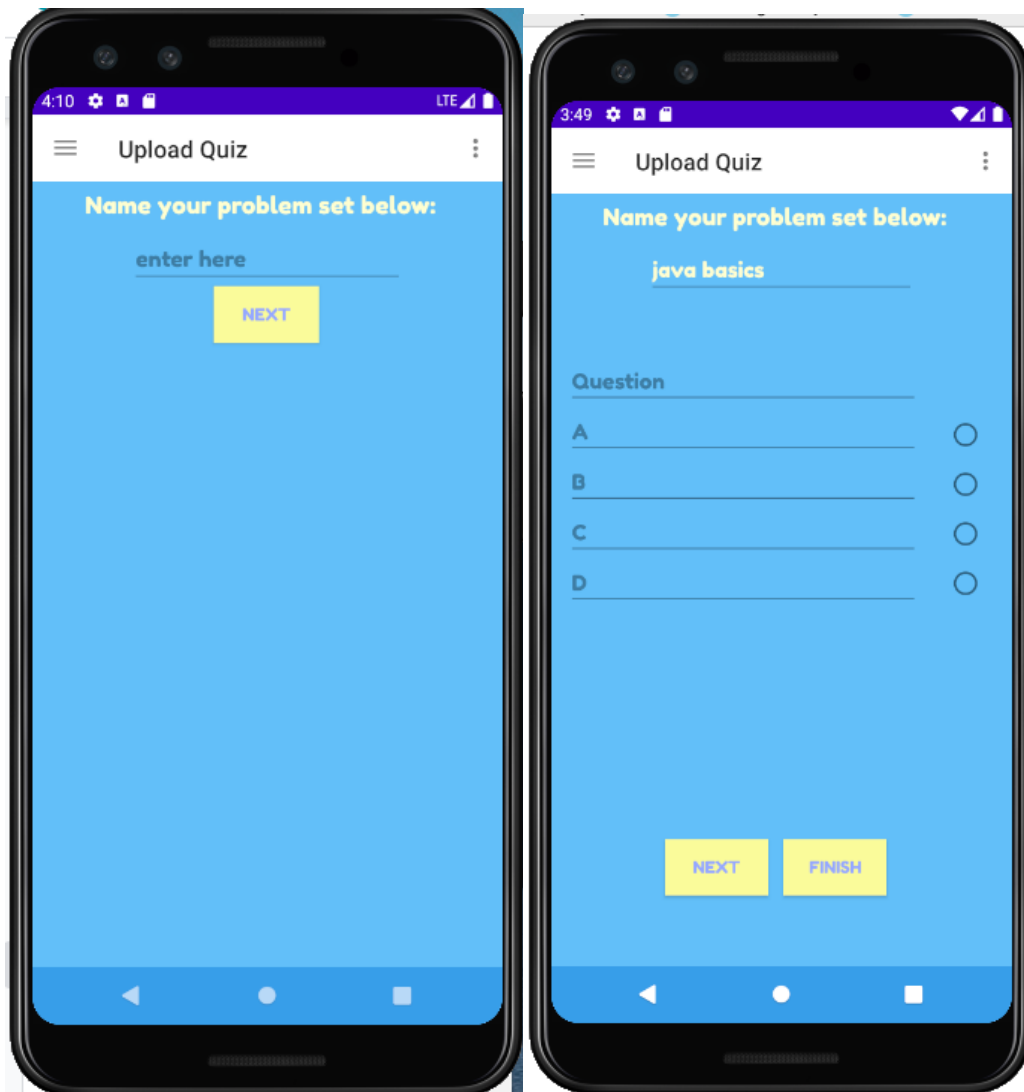 4:10
LTE
Upload Quiz
Name your problem set below:
enter here
NEXT
3:49
Upload Quiz
Name your problem set below:
java basics
Question
A
B
C
D
NEXT
FINISH